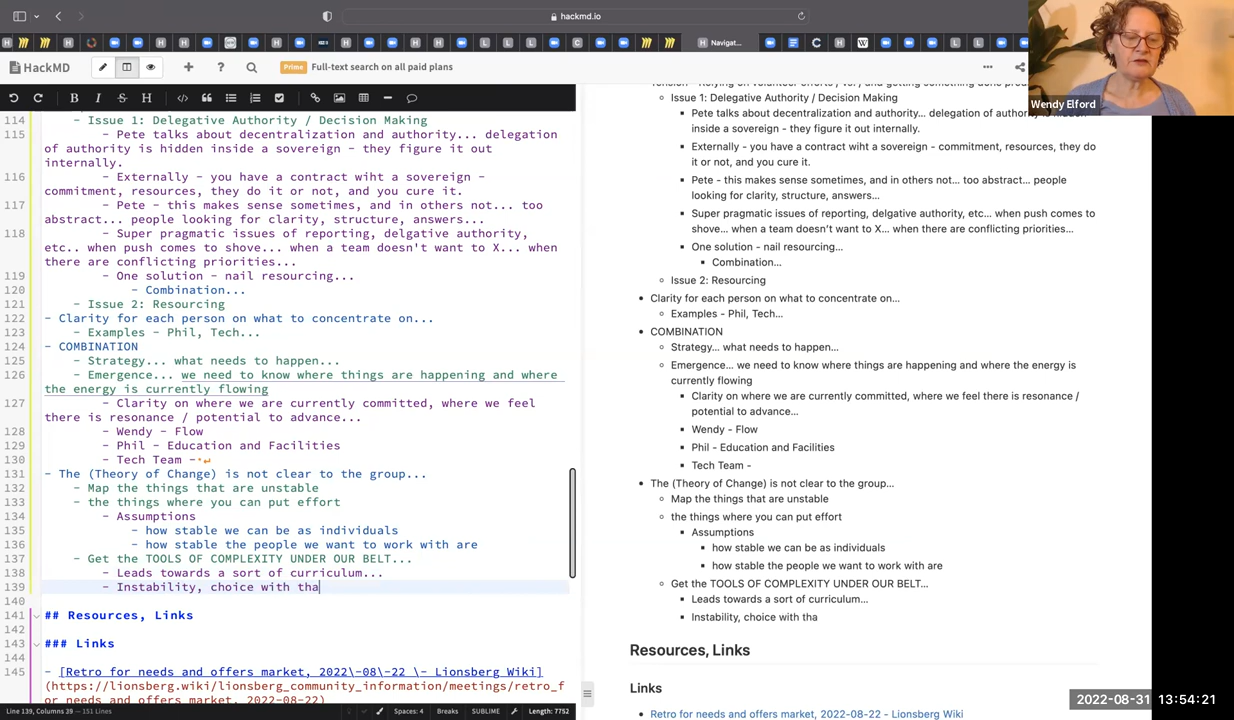 hackmd.io
Navigat...
HackMD
Prime Full-text search on all paid plans
Wendy Elford
114 - Issue 1: Delegative Authority / Decision Making
115 - Pete talks about decentralization and authority... delegation
of authority is hidden inside a sovereign - they figure it out
internally.
116 - Externally - you have a contract wiht a sovereign -
commitment, resources, they do it or not, and you cure it.
117 - Pete - this makes sense sometimes, and in others not... too
abstract... people looking for clarity, structure, answers...
118 - Super pragmatic issues of reporting, delgative authority,
etc.. when push comes to shove... when a team doesn't want to X... when
there are conflicting priorities...
119 - One solution - nail resourcing...
120 - Combination...
121 - Issue 2: Resourcing
122 - Clarity for each person on what to concentrate on...
123 - Examples - Phil, Tech...
124 - COMBINATION
125 - Strategy... what needs to happen...
126 - Emergence... we need to know where things are happening and where
the energy is currently flowing
127 - Clarity on where we are currently committed, where we feel
there is resonance / potential to advance...
128 - Wendy - Flow
129 - Phil - Education and Facilities
130 - Tech Team -
131 - The (Theory of Change) is not clear to the group...
132 - Map the things that are unstable
133 - the things where you can put effort
134 - Assumptions
135 - how stable we can be as individuals
136 - how stable the people we want to work with are
137 - Get the TOOLS OF COMPLEXITY UNDER OUR BELT...
138 - Leads towards a sort of curriculum...
139 - Instability, choice with tha
140
141 ## Resources, Links
142
143 ### Links
144
145 - [Retro for needs and offers market, 2022\-08\-22 \- Lionsberg Wiki]
(https://lionsberg.wiki/lionsberg_community_information/meetings/retro_f
or_needs_and_offers_market,_2022-08-22)
Line 139, Columns 39 — 151 Lines
Spaces: 4
Breaks
SUBLIME
Length: 7752
Issue 1: Delegative Authority / Decision Making
Pete talks about decentralization and authority... delegation of authority is hidden
inside a sovereign - they figure it out internally.
Externally - you have a contract wiht a sovereign - commitment, resources, they do
it or not, and you cure it.
Pete - this makes sense sometimes, and in others not... too abstract... people
looking for clarity, structure, answers...
Super pragmatic issues of reporting, delgative authority, etc... when push comes to
shove... when a team doesn't want to X... when there are conflicting priorities...
One solution - nail resourcing...
Combination...
Issue 2: Resourcing
Clarity for each person on what to concentrate on...
Examples - Phil, Tech...
COMBINATION
Strategy... what needs to happen...
Emergence... we need to know where things are happening and where the energy is
currently flowing
Clarity on where we are currently committed, where we feel there is resonance /
potential to advance...
Wendy - Flow
Phil - Education and Facilities
Tech Team -
The (Theory of Change) is not clear to the group...
Map the things that are unstable
the things where you can put effort
Assumptions
how stable we can be as individuals
how stable the people we want to work with are
Get the TOOLS OF COMPLEXITY UNDER OUR BELT...
Leads towards a sort of curriculum...
Instability, choice with tha
Resources, Links
Links
Retro for needs and offers market, 2022-08-22 - Lionsberg Wiki
2022-08-31 13:54:21